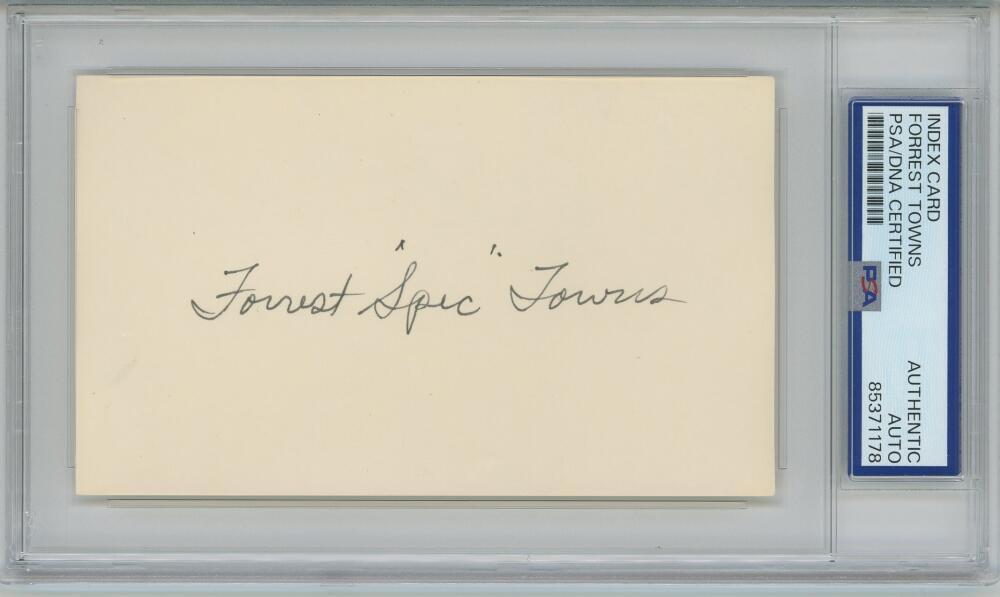 Forrest "Spec" Towns
INDEX CARD
FORREST TOWNS
PSA/DNA CERTIFIED
PSA
AUTHENTIC
AUTO
85371178